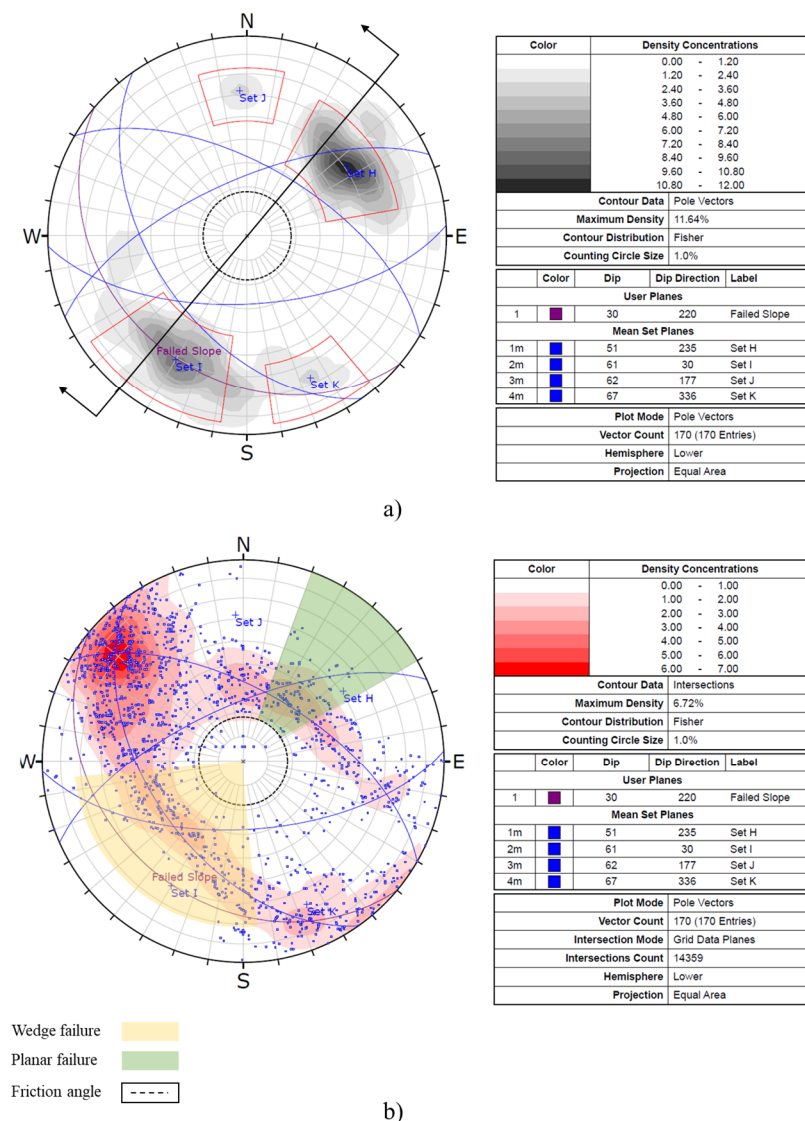 N
Set J
Set H
W
E
Failed Slope
Set I
Set K
S
Color Density Concentrations
0.00 - 1.20
1.20 - 2.40
2.40 - 3.60
3.60 - 4.80
4.80 - 6.00
6.00 - 7.20
7.20 - 8.40
8.40 - 9.60
9.60 - 10.80
10.80 - 12.00
Contour Data Pole Vectors
Maximum Density 11.64%
Contour Distribution Fisher
Counting Circle Size 1.0%
Color Dip Dip Direction Label
User Planes
1 30 220 Failed Slope
Mean Set Planes
1m 51 235 Set H
2m 61 30 Set I
3m 62 177 Set J
4m 67 336 Set K
Plot Mode Pole Vectors
Vector Count 170 (170 Entries)
Hemisphere Lower
Projection Equal Area
a)
N
Set J
Set H
W
E
Failed Slope
Set I
Set K
S
Color Density Concentrations
0.00 - 1.00
1.00 - 2.00
2.00 - 3.00
3.00 - 4.00
4.00 - 5.00
5.00 - 6.00
6.00 - 7.00
Contour Data Intersections
Maximum Density 6.72%
Contour Distribution Fisher
Counting Circle Size 1.0%
Color Dip Dip Direction Label
User Planes
1 30 220 Failed Slope
Mean Set Planes
1m 51 235 Set H
2m 61 30 Set I
3m 62 177 Set J
4m 67 336 Set K
Plot Mode Pole Vectors
Vector Count 170 (170 Entries)
Intersection Mode Grid Data Planes
Intersections Count 14359
Hemisphere Lower
Projection Equal Area
Wedge failure
Planar failure
Friction angle
b)